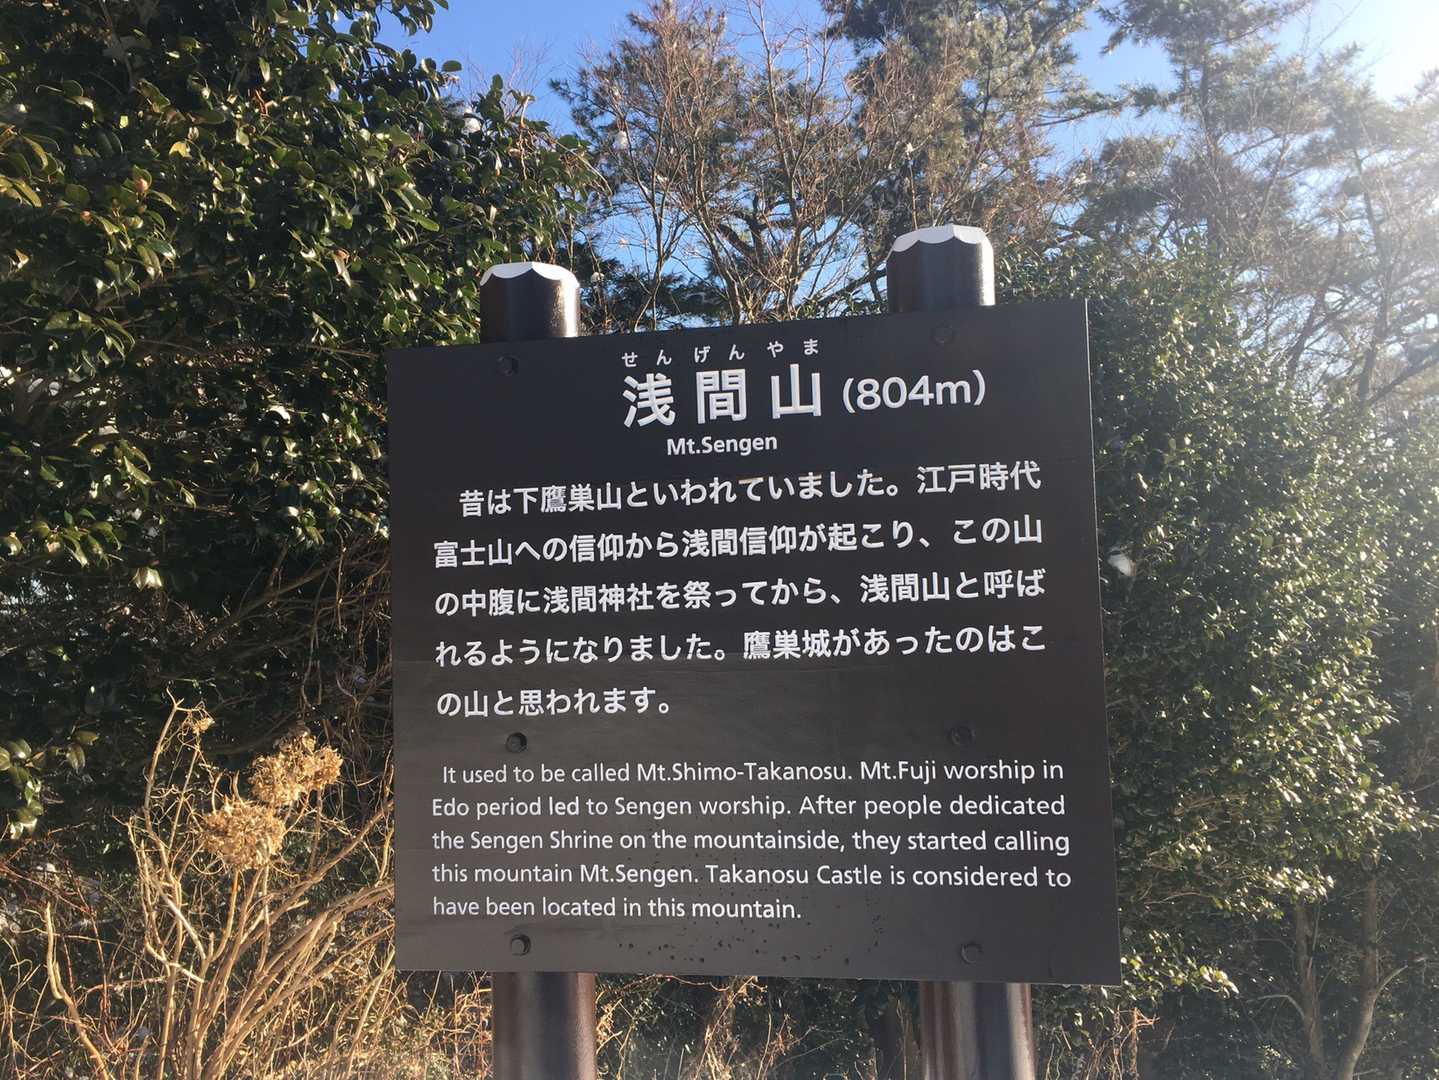 せんげんやま
浅間山(804m)
Mt.Sengen
昔は下鷹巣山といわれていました。江戸時代
富士山への信仰から浅間信仰が起こり、この山
の中腹に浅間神社を祭ってから、浅間山と呼ば
れるようになりました。鷹巣城があったのはこ
の山と思われます。
It used to be called Mt.Shimo-Takanosu. Mt.Fuji worship in
Edo period led to Sengen worship. After people dedicated
the Sengen Shrine on the mountainside, they started calling
this mountain Mt.Sengen. Takanosu Castle is considered to
have been located in this mountain.